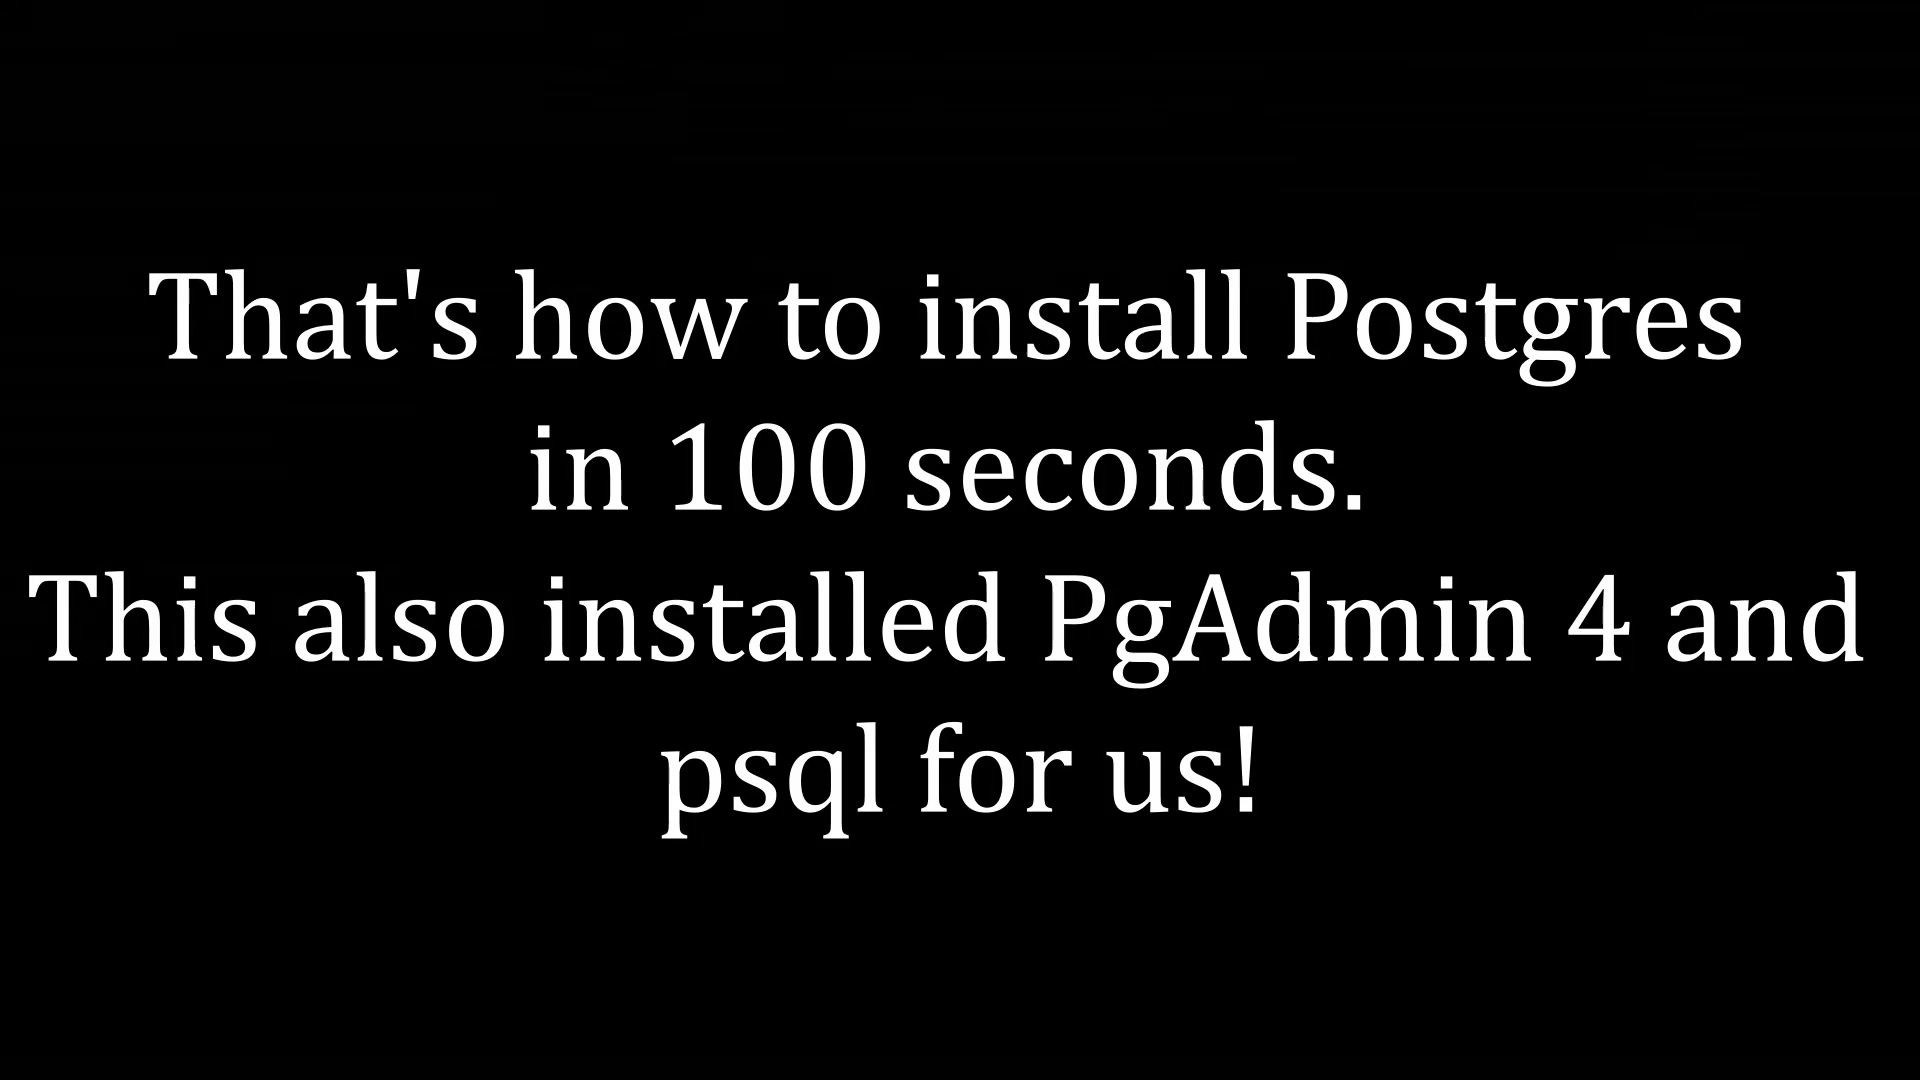 That's how to install Postgres
in 100 seconds.
This also installed PgAdmin 4 and
psql for us!